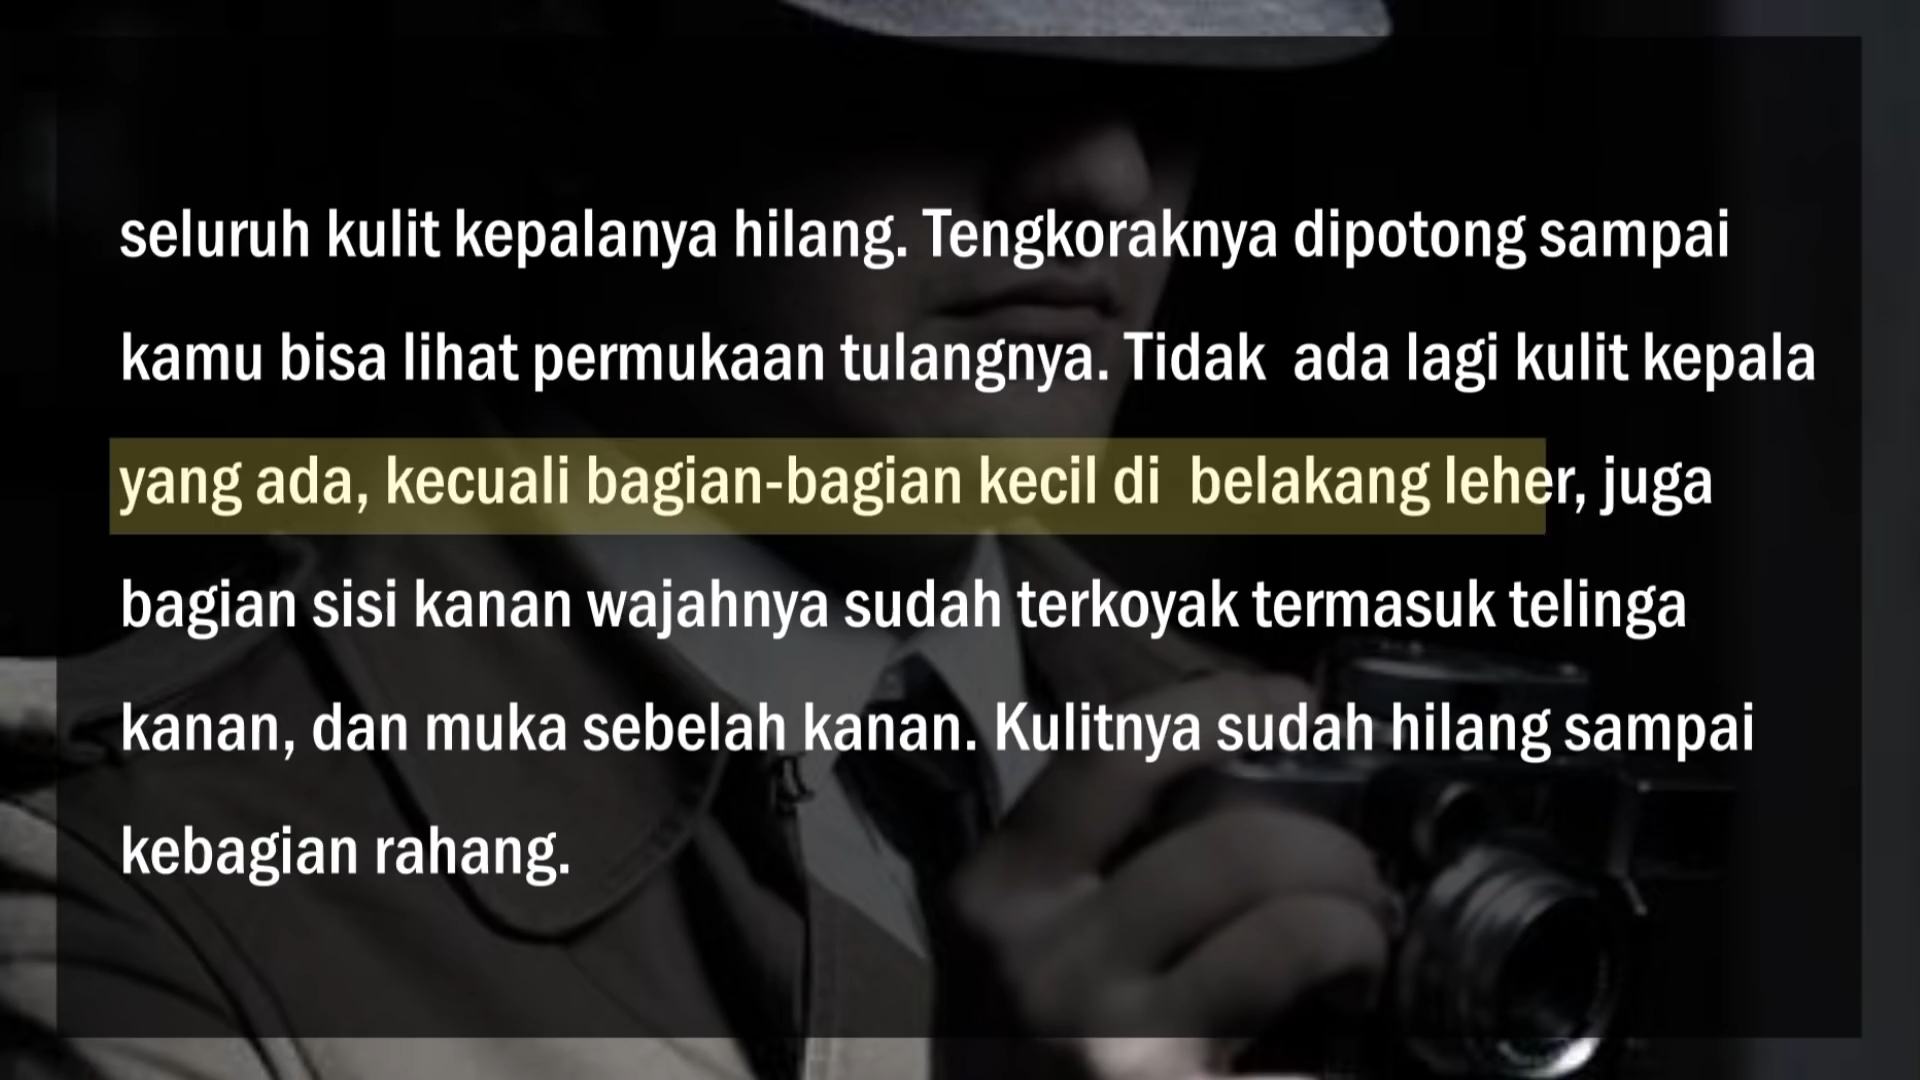 seluruh kulit kepalanya hilang. Tengkoraknya dipotong sampai
kamu bisa lihat permukaan tulangnya. Tidak  ada lagi kulit kepala
yang ada, kecuali bagian-bagian kecil di  belakang leher, juga
bagian sisi kanan wajahnya sudah terkoyak termasuk telinga
kanan, dan muka sebelah kanan. Kulitnya sudah hilang sampai
kebagian rahang.